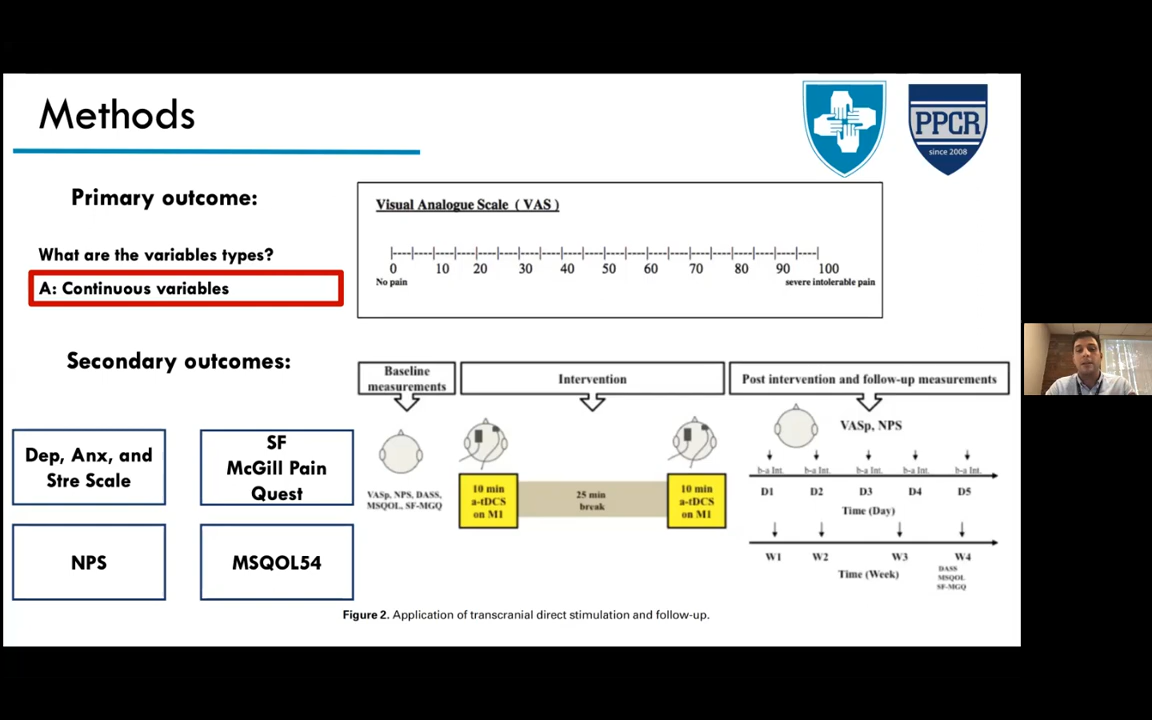 Methods
PPCR
since 2008
Primary outcome:
What are the variables types?
A: Continuous variables
Visual Analogue Scale ( VAS )
0 10 20 30 40 50 60 70 80 90 100
No pain
severe intolerable pain
Secondary outcomes:
Dep, Anx, and
Stre Scale
SF
McGill Pain
Quest
NPS
MSQOL54
Baseline
measurements
Intervention
Post intervention and follow-up measurements
VASp, NPS, DASS,
MSQOL, SF-MGQ
10 min
a-tDCS
on M1
25 min
break
10 min
a-tDCS
on M1
VASp, NPS
b-a Int. b-a Int. b-a Int. b-a Int. b-a Int.
D1 D2 D3 D4 D5
Time (Day)
W1 W2 W3 W4
Time (Week)
DASS
MSQOL
SF-MGQ
Figure 2. Application of transcranial direct stimulation and follow-up.